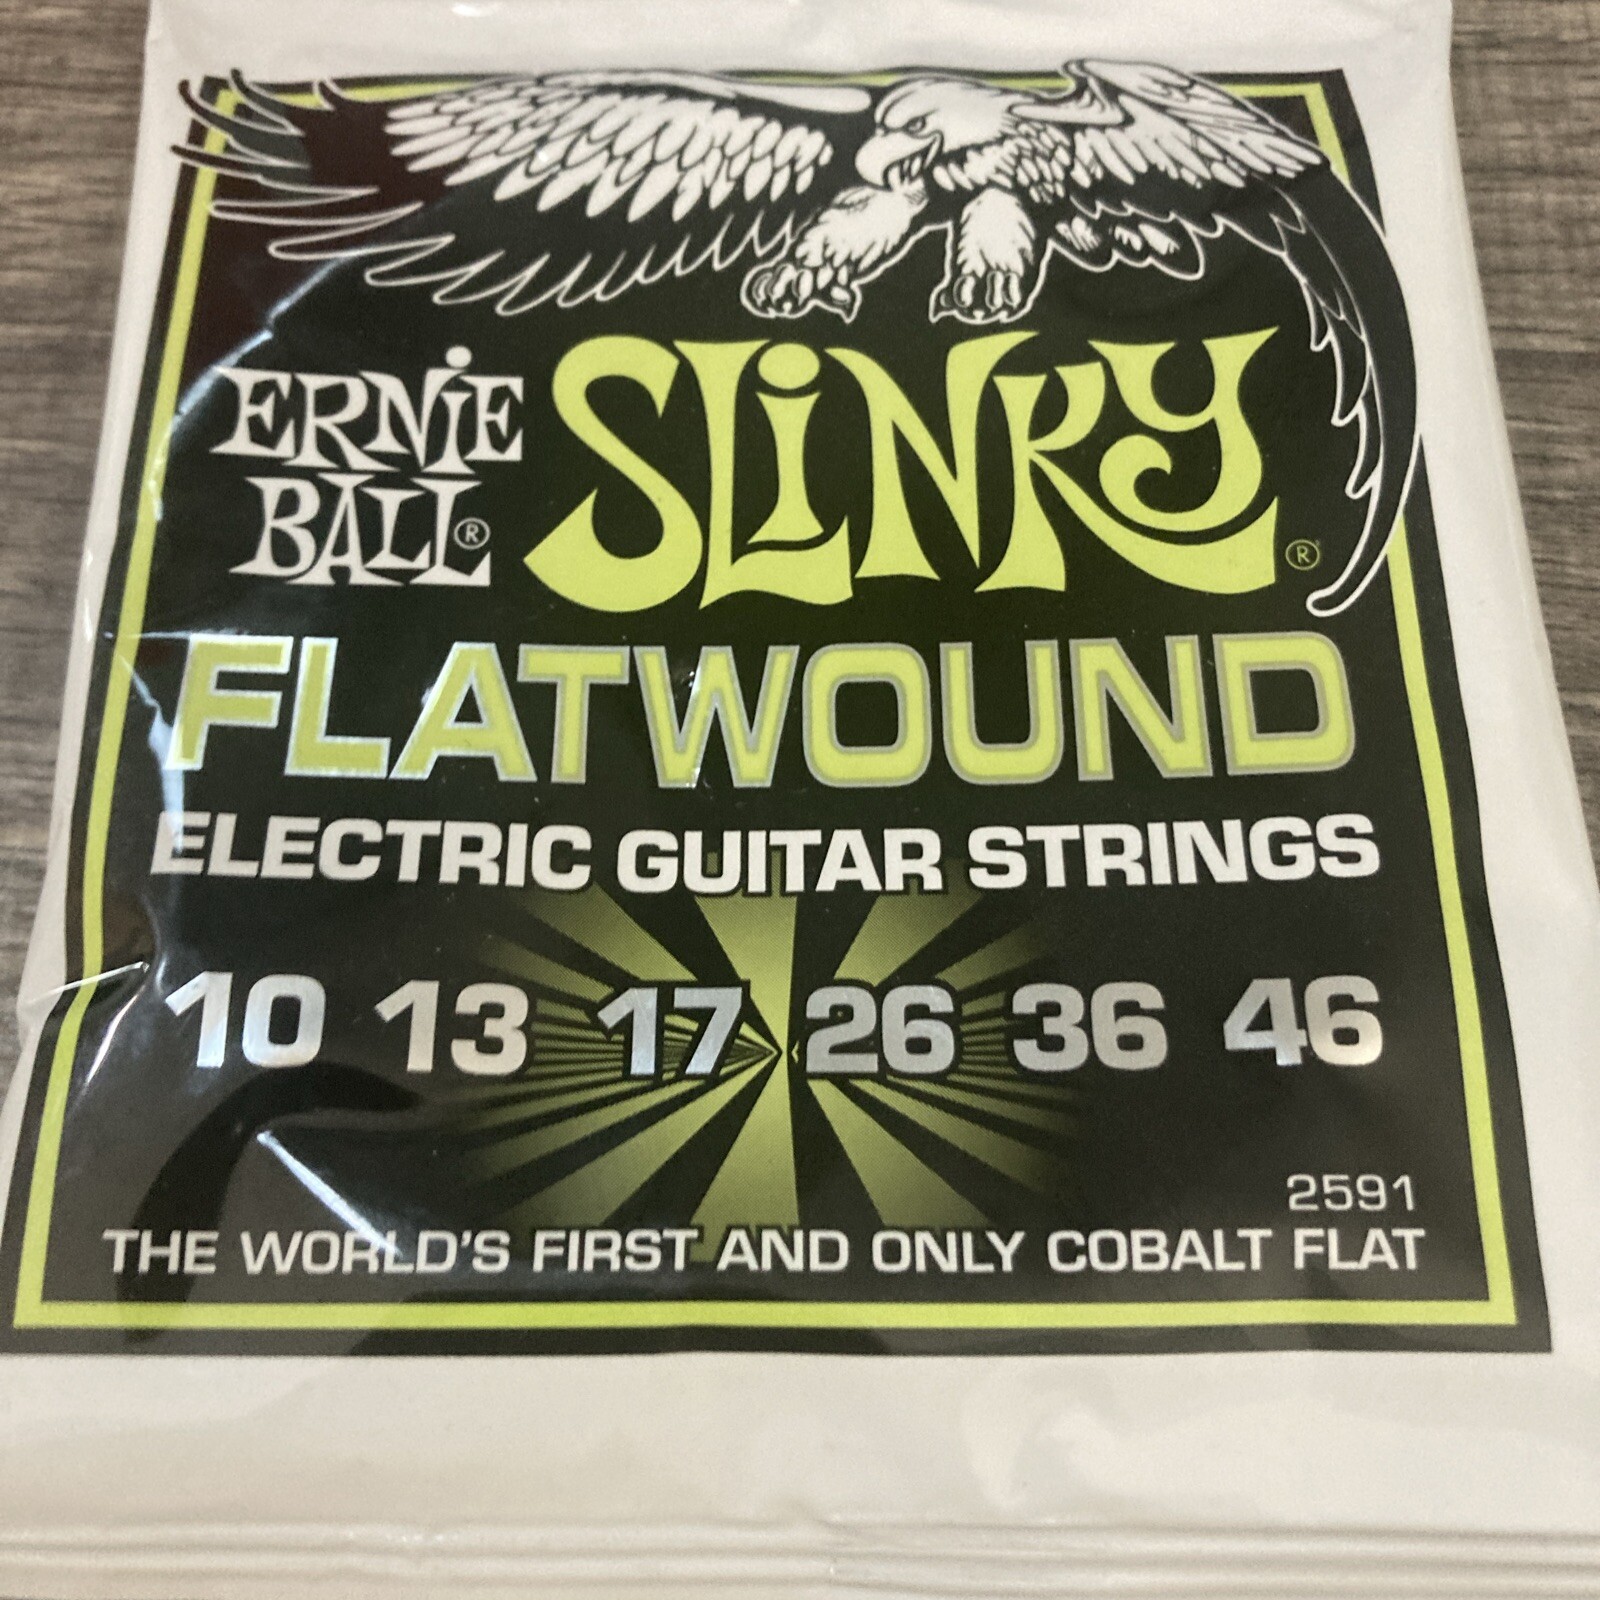 ERNiE SLiNKY
BALL®
®
FLATWOUND
ELECTRIC GUITAR STRINGS
10 13 17 26 36 46
2591
THE WORLD'S FIRST AND ONLY COBALT FLAT